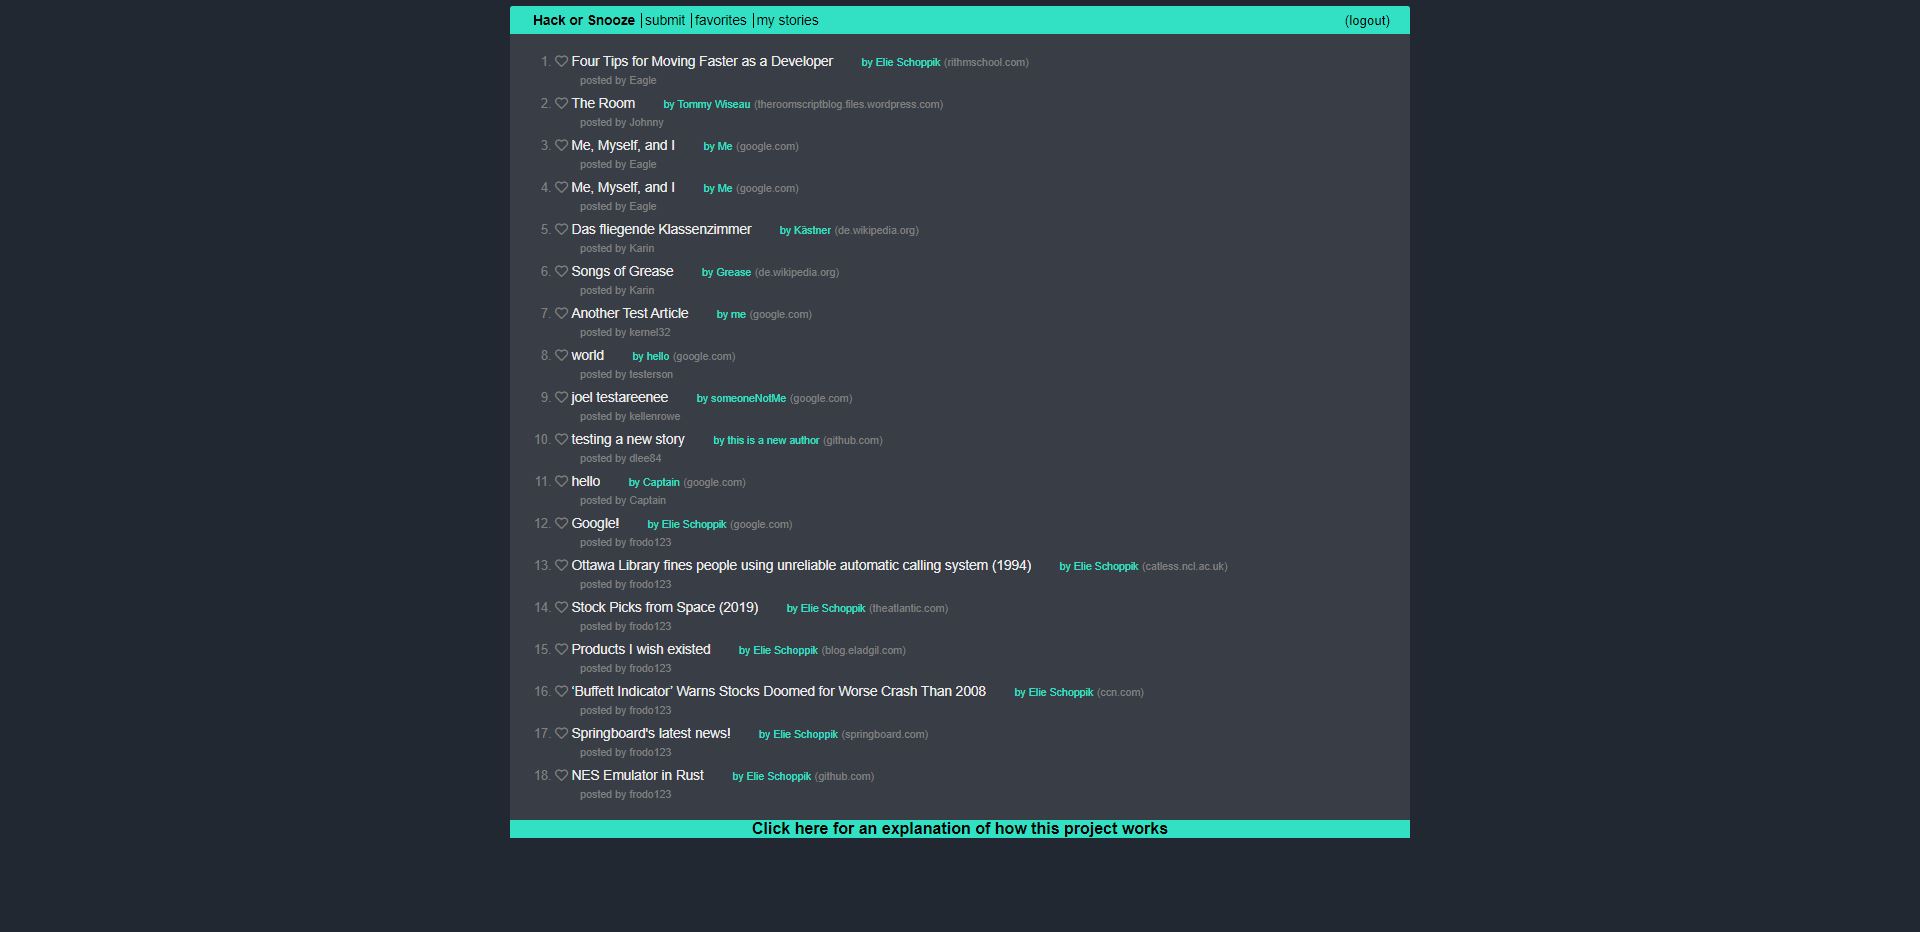 Hack or Snooze | submit | favorites | my stories (logout)
1. Four Tips for Moving Faster as a Developer by Elie Schoppik (rithmschool.com)
posted by Eagle
2. The Room by Tommy Wiseau (theroomscriptblog.files.wordpress.com)
posted by Johnny
3. Me, Myself, and I by Me (google.com)
posted by Eagle
4. Me, Myself, and I by Me (google.com)
posted by Eagle
5. Das fliegende Klassenzimmer by Kästner (de.wikipedia.org)
posted by Karin
6. Songs of Grease by Grease (de.wikipedia.org)
posted by Karin
7. Another Test Article by me (google.com)
posted by kernel32
8. world by hello (google.com)
posted by testerson
9. joel testareenee by someoneNotMe (google.com)
posted by kellenrowe
10. testing a new story by this is a new author (github.com)
posted by dlee84
11. hello by Captain (google.com)
posted by Captain
12. Google! by Elie Schoppik (google.com)
posted by frodo123
13. Ottawa Library fines people using unreliable automatic calling system (1994) by Elie Schoppik (catless.ncl.ac.uk)
posted by frodo123
14. Stock Picks from Space (2019) by Elie Schoppik (theatlantic.com)
posted by frodo123
15. Products I wish existed by Elie Schoppik (blog.eladgil.com)
posted by frodo123
16. ‘Buffett Indicator’ Warns Stocks Doomed for Worse Crash Than 2008 by Elie Schoppik (ccn.com)
posted by frodo123
17. Springboard's latest news! by Elie Schoppik (springboard.com)
posted by frodo123
18. NES Emulator in Rust by Elie Schoppik (github.com)
posted by frodo123
Click here for an explanation of how this project works